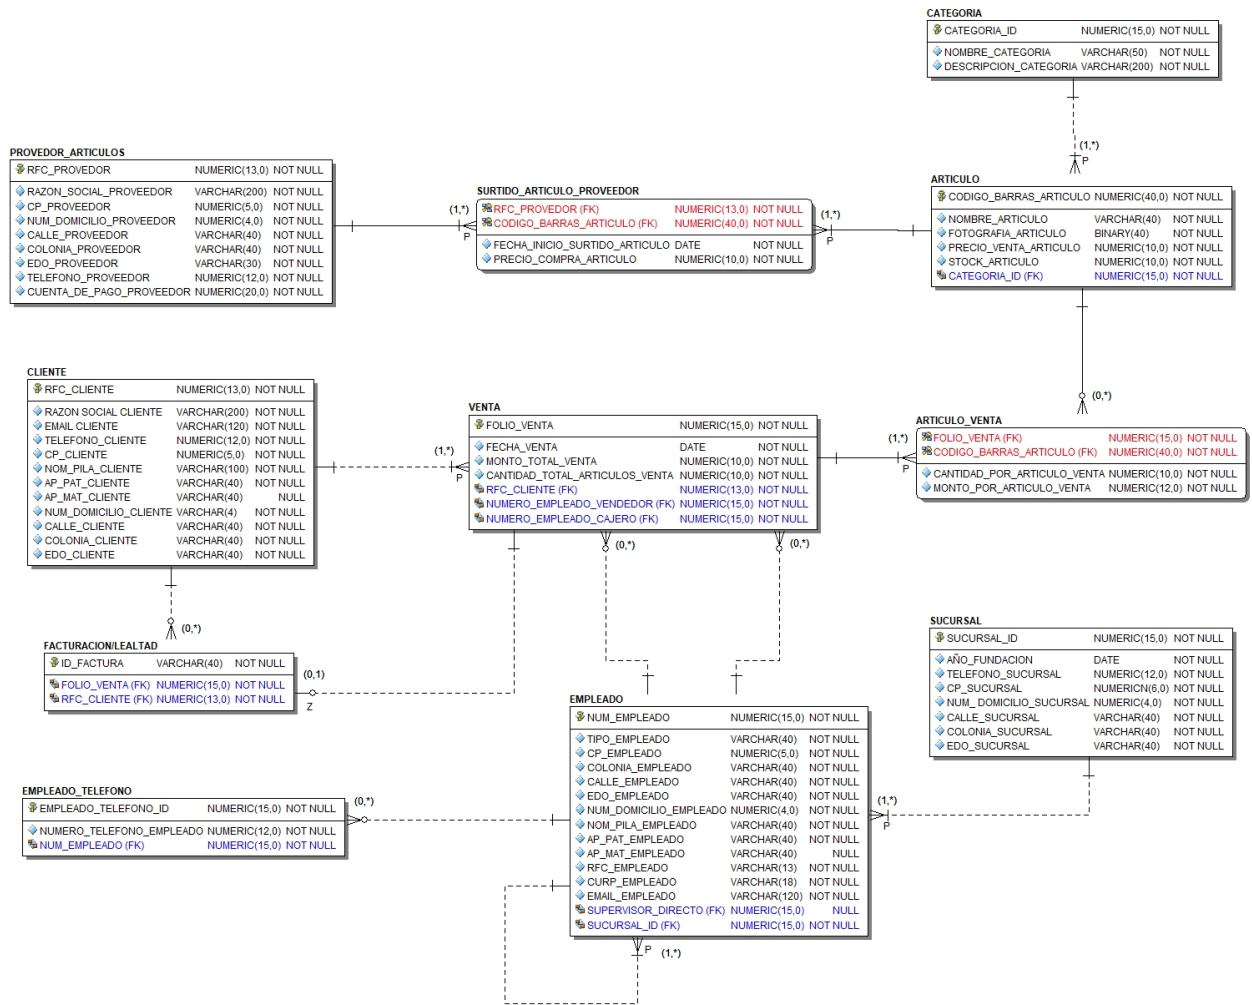 CATEGORIA
CATEGORIA_ID NUMERIC(15,0) NOT NULL
NOMBRE_CATEGORIA VARCHAR(50) NOT NULL
DESCRIPCION_CATEGORIA VARCHAR(200) NOT NULL
(1,*)
P
PROVEDOR_ARTICULOS
RFC_PROVEDOR NUMERIC(13,0) NOT NULL
RAZON_SOCIAL_PROVEEDOR VARCHAR(200) NOT NULL
CP_PROVEEDOR NUMERIC(5,0) NOT NULL
NUM_DOMICILIO_PROVEEDOR NUMERIC(4,0) NOT NULL
CALLE_PROVEEDOR VARCHAR(40) NOT NULL
COLONIA_PROVEEDOR VARCHAR(40) NOT NULL
EDO_PROVEEDOR VARCHAR(30) NOT NULL
TELEFONO_PROVEEDOR NUMERIC(12,0) NOT NULL
CUENTA_DE_PAGO_PROVEEDOR NUMERIC(20,0) NOT NULL
(1,*)
P
SURTIDO_ARTICULO_PROVEEDOR
RFC_PROVEDOR (FK) NUMERIC(13,0) NOT NULL
CODIGO_BARRAS_ARTICULO (FK) NUMERIC(40,0) NOT NULL
FECHA_INICIO_SURTIDO_ARTICULO DATE NOT NULL
PRECIO_COMPRA_ARTICULO NUMERIC(10,0) NOT NULL
(1,*)
P
ARTICULO
CODIGO_BARRAS_ARTICULO NUMERIC(40,0) NOT NULL
NOMBRE_ARTICULO VARCHAR(40) NOT NULL
FOTOGRAFIA_ARTICULO BINARY(40) NOT NULL
PRECIO_VENTA_ARTICULO NUMERIC(10,0) NOT NULL
STOCK_ARTICULO NUMERIC(10,0) NOT NULL
CATEGORIA_ID (FK) NUMERIC(15,0) NOT NULL
(0,*)
CLIENTE
RFC_CLIENTE NUMERIC(13,0) NOT NULL
RAZON SOCIAL CLIENTE VARCHAR(200) NOT NULL
EMAIL CLIENTE VARCHAR(120) NOT NULL
TELEFONO_CLIENTE NUMERIC(12,0) NOT NULL
CP_CLIENTE NUMERIC(5,0) NOT NULL
NOM_PILA_CLIENTE VARCHAR(100) NOT NULL
AP_PAT_CLIENTE VARCHAR(40) NOT NULL
AP_MAT_CLIENTE VARCHAR(40) NULL
NUM_DOMICILIO_CLIENTE VARCHAR(4) NOT NULL
CALLE_CLIENTE VARCHAR(40) NOT NULL
COLONIA_CLIENTE VARCHAR(40) NOT NULL
EDO_CLIENTE VARCHAR(40) NOT NULL
(1,*)
P
(0,*)
VENTA
FOLIO_VENTA NUMERIC(15,0) NOT NULL
FECHA_VENTA DATE NOT NULL
MONTO_TOTAL_VENTA NUMERIC(10,0) NOT NULL
CANTIDAD_TOTAL_ARTICULOS_VENTA NUMERIC(10,0) NOT NULL
RFC_CLIENTE (FK) NUMERIC(13,0) NOT NULL
NUMERO_EMPLEADO_VENDEDOR (FK) NUMERIC(15,0) NOT NULL
NUMERO_EMPLEADO_CAJERO (FK) NUMERIC(15,0) NOT NULL
(1,*)
P
(0,*)
(0,*)
ARTICULO_VENTA
FOLIO_VENTA (FK) NUMERIC(15,0) NOT NULL
CODIGO_BARRAS_ARTICULO (FK) NUMERIC(40,0) NOT NULL
CANTIDAD_POR_ARTICULO_VENTA NUMERIC(10,0) NOT NULL
MONTO_POR_ARTICULO_VENTA NUMERIC(12,0) NOT NULL
FACTURACION/LEALTAD
ID_FACTURA VARCHAR(40) NOT NULL
FOLIO_VENTA (FK) NUMERIC(15,0) NOT NULL
RFC_CLIENTE (FK) NUMERIC(13,0) NOT NULL
(0,1)
Z
SUCURSAL
SUCURSAL_ID NUMERIC(15,0) NOT NULL
AÑO_FUNDACION DATE NOT NULL
TELEFONO_SUCURSAL NUMERIC(12,0) NOT NULL
CP_SUCURSAL NUMERICN(6,0) NOT NULL
NUM_DOMICILIO_SUCURSAL NUMERIC(4,0) NOT NULL
CALLE_SUCURSAL VARCHAR(40) NOT NULL
COLONIA_SUCURSAL VARCHAR(40) NOT NULL
EDO_SUCURSAL VARCHAR(40) NOT NULL
EMPLEADO
NUM_EMPLEADO NUMERIC(15,0) NOT NULL
TIPO_EMPLEADO VARCHAR(40) NOT NULL
CP_EMPLEADO NUMERIC(5,0) NOT NULL
COLONIA_EMPLEADO VARCHAR(40) NOT NULL
CALLE_EMPLEADO VARCHAR(40) NOT NULL
EDO_EMPLEADO VARCHAR(40) NOT NULL
NUM_DOMICILIO_EMPLEADO NUMERIC(4,0) NOT NULL
NOM_PILA_EMPLEADO VARCHAR(40) NOT NULL
AP_PAT_EMPLEADO VARCHAR(40) NOT NULL
AP_MAT_EMPLEADO VARCHAR(40) NULL
RFC_EMPLEADO VARCHAR(13) NOT NULL
CURP_EMPLEADO VARCHAR(18) NOT NULL
EMAIL_EMPLEADO VARCHAR(120) NOT NULL
SUPERVISOR_DIRECTO (FK) NUMERIC(15,0) NULL
SUCURSAL_ID (FK) NUMERIC(15,0) NOT NULL
(1,*)
P
P (1,*)
EMPLEADO_TELEFONO
EMPLEADO_TELEFONO_ID NUMERIC(15,0) NOT NULL
NUMERO_TELEFONO_EMPLEADO NUMERIC(12,0) NOT NULL
NUM_EMPLEADO (FK) NUMERIC(15,0) NOT NULL
(0,*)